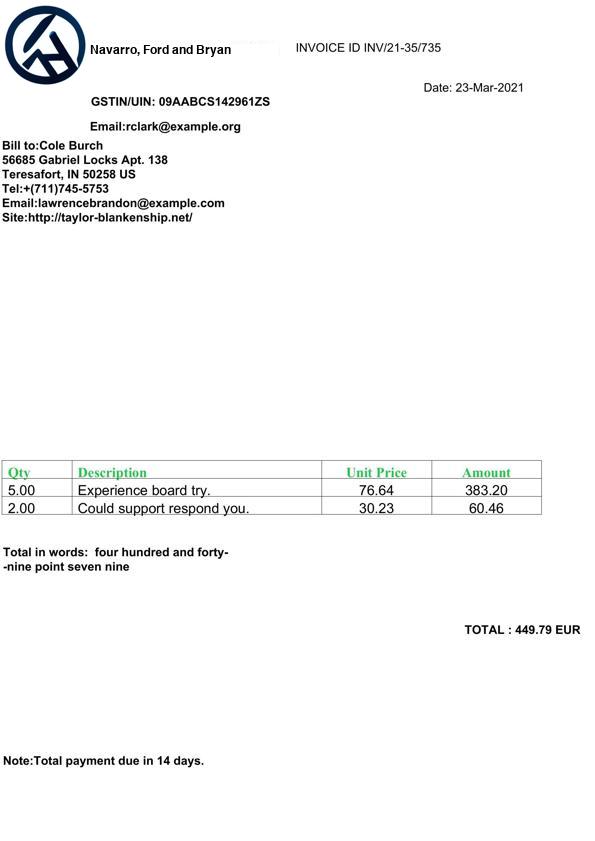 Navarro, Ford and Bryan
INVOICE ID INV/21-35/735
Date: 23-Mar-2021
GSTIN/UIN: 09AABCS142961ZS
Email:rclark@example.org
Bill to:Cole Burch
56685 Gabriel Locks Apt. 138
Teresafort, IN 50258 US
Tel:+(711)745-5753
Email:lawrencebrandon@example.com
Site:http://taylor-blankenship.net/
Qty Description Unit Price Amount
5.00 Experience board try. 76.64 383.20
2.00 Could support respond you. 30.23 60.46
Total in words: four hundred and forty-
-nine point seven nine
TOTAL : 449.79 EUR
Note:Total payment due in 14 days.